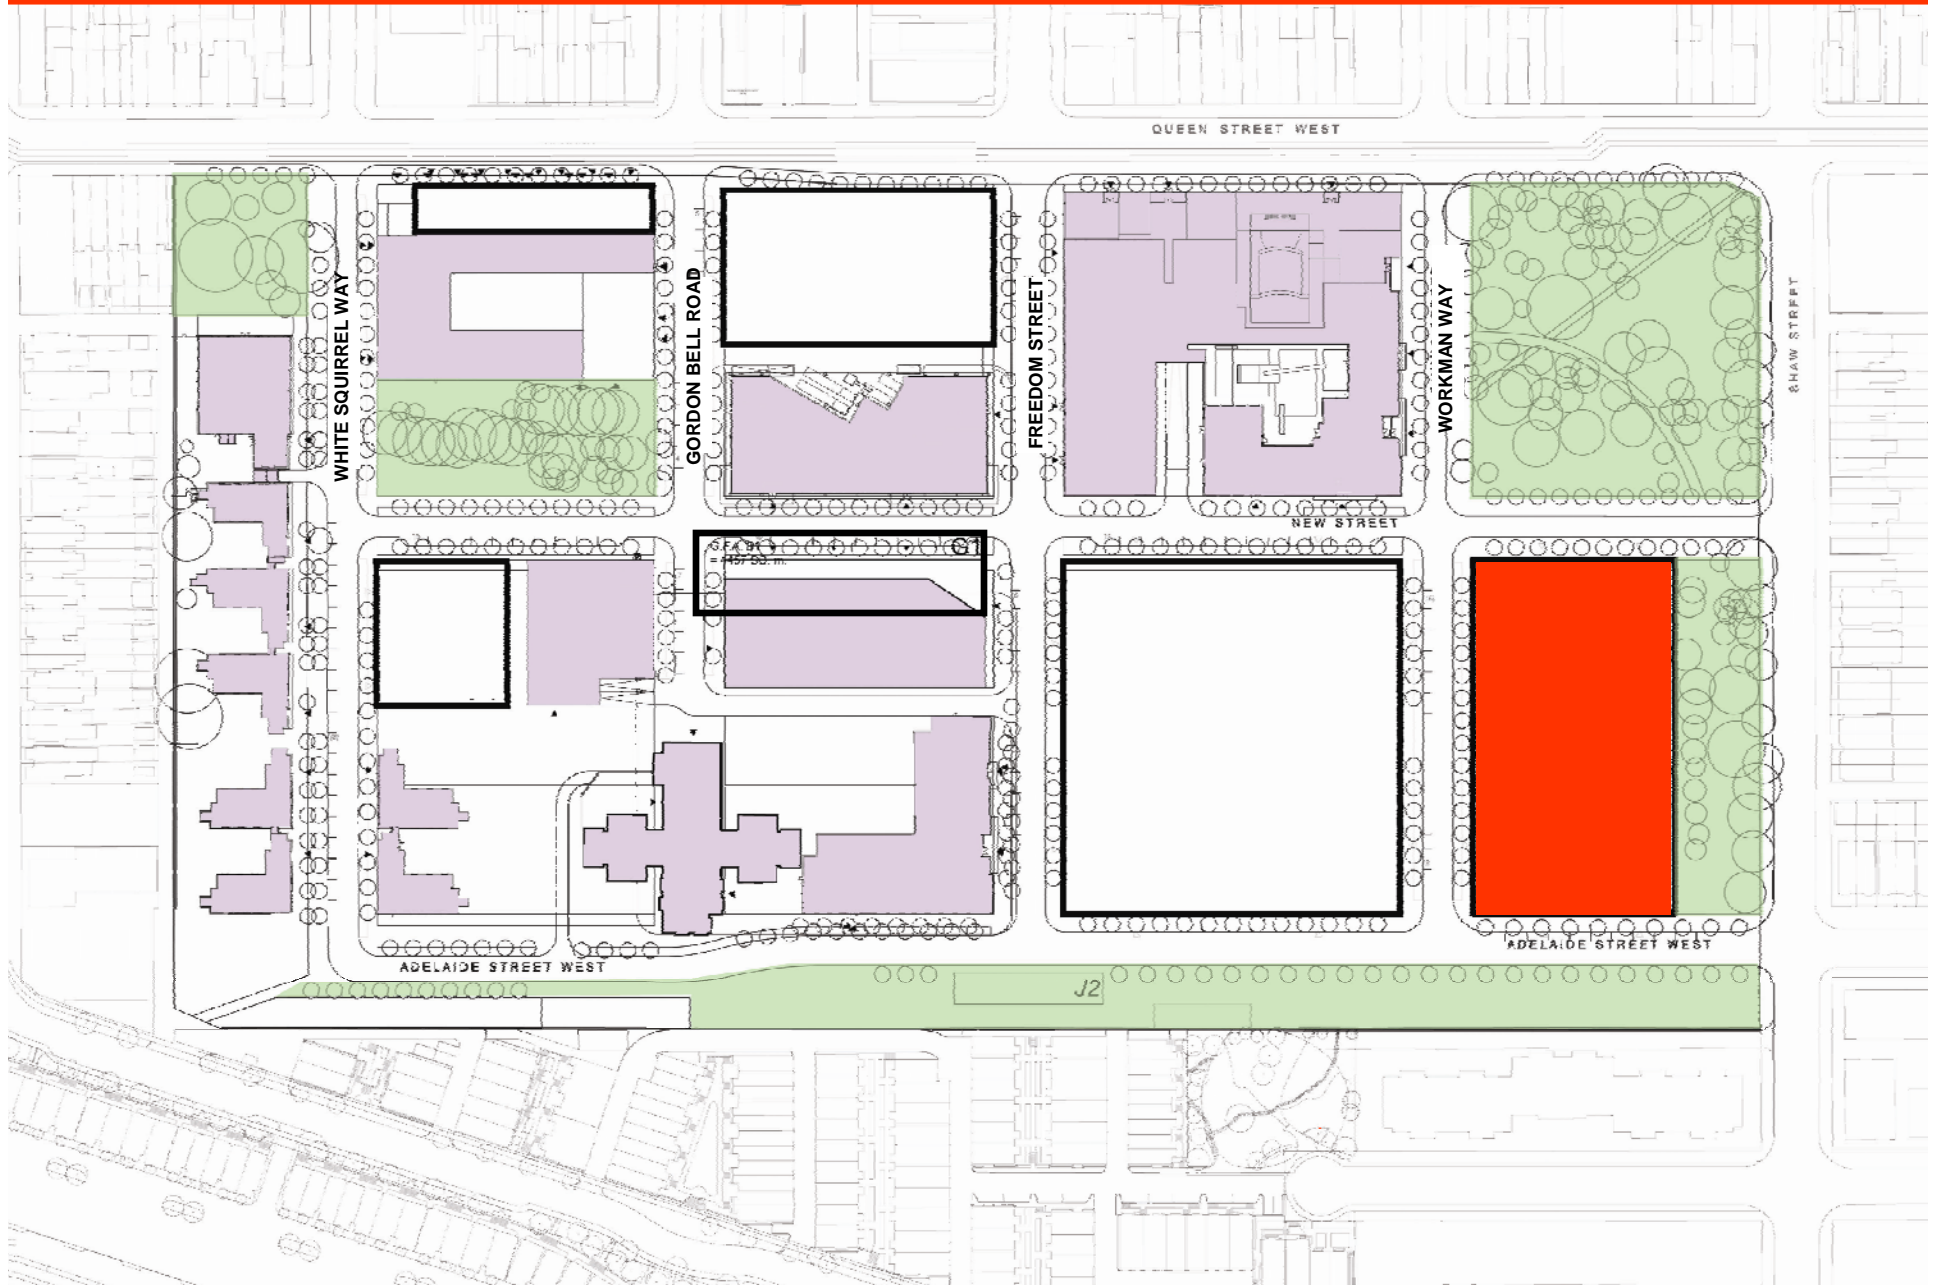 QUEEN STREET WEST
WHITE SQUIRREL WAY
GORDON BELL ROAD
FREEDOM STREET
WORKMAN WAY
SHAW STREET
NEW STREET
G1
ADELAIDE STREET WEST
ADELAIDE STREET WEST
J2